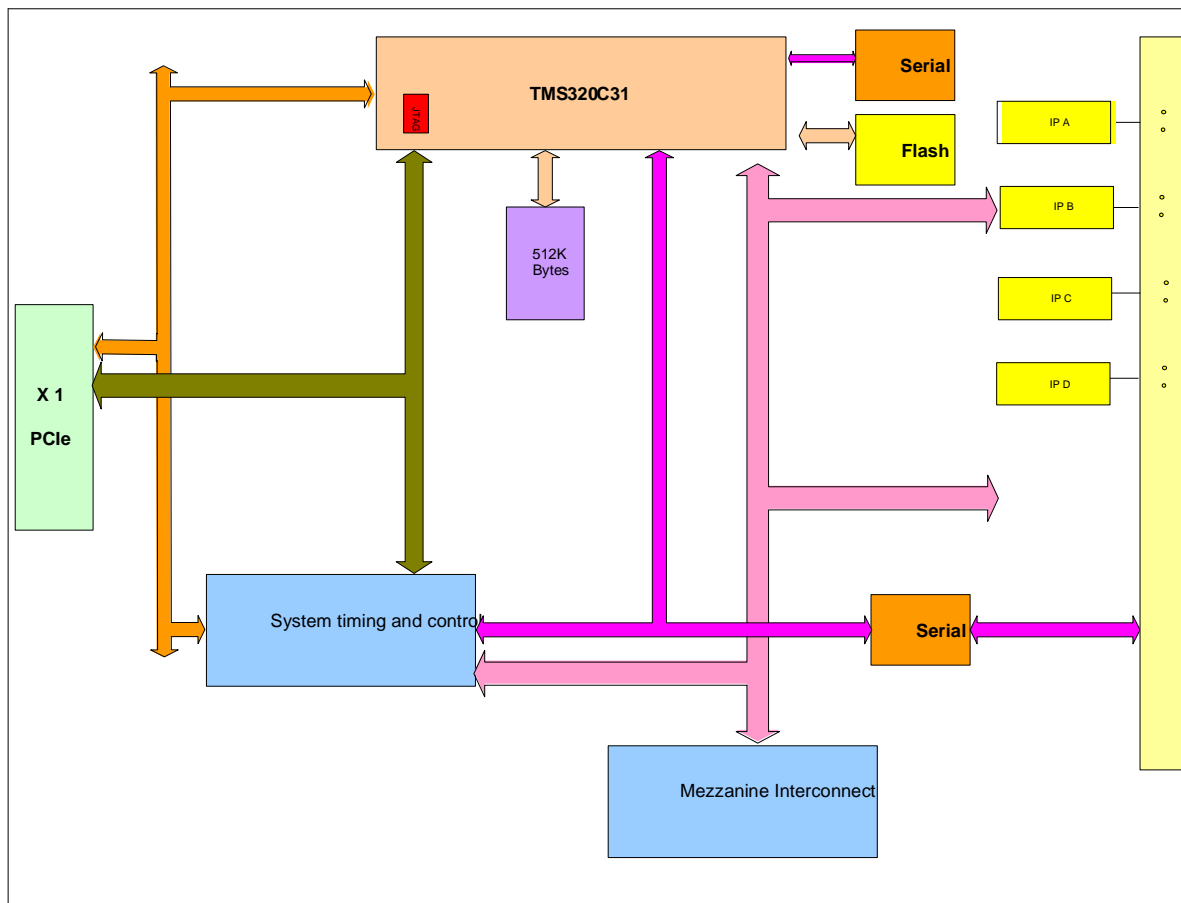 TMS320C31
JTAG
Serial
Flash
IP A
IP B
IP C
IP D
512K
Bytes
X 1
PCIe
System timing and control
Serial
Mezzanine Interconnect